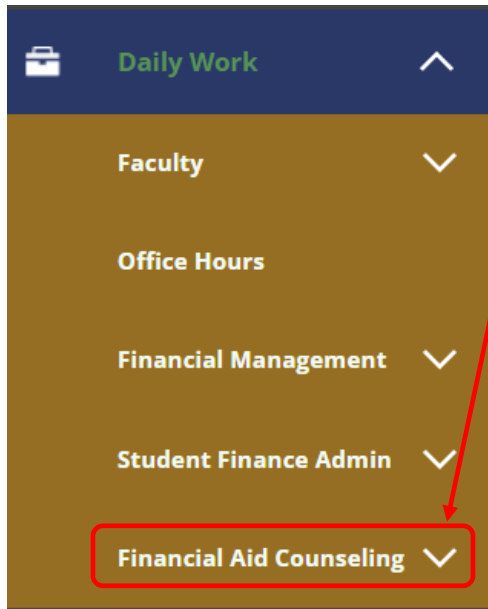 Daily Work
Faculty
Office Hours
Financial Management
Student Finance Admin
Financial Aid Counseling